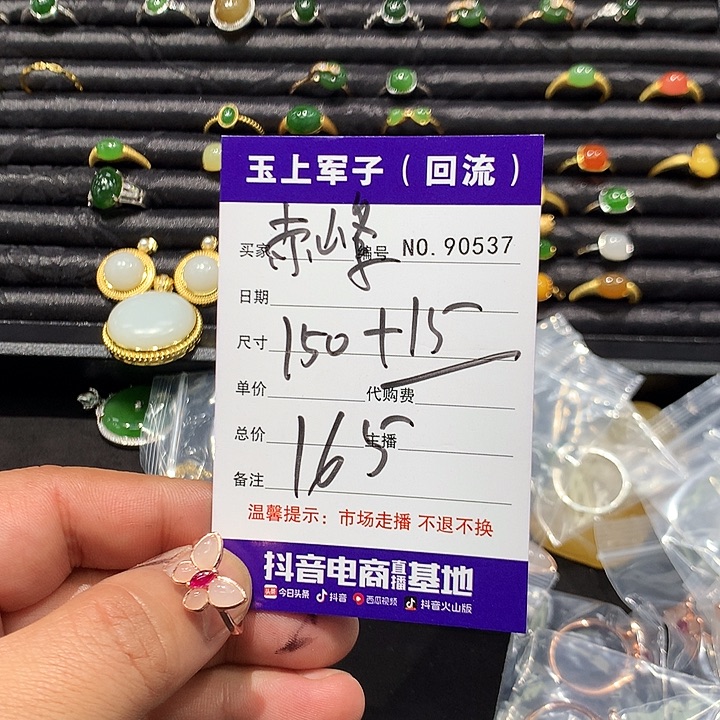 玉上军子（回流）
买家 赤山峰 编号 NO.90537
日期
尺寸 150+15
单价 代购费
总价 165 主播
备注
温馨提示：市场走播 不退不换
抖音电商直播基地
头条 今日头条 抖音 西瓜视频 抖音火山版